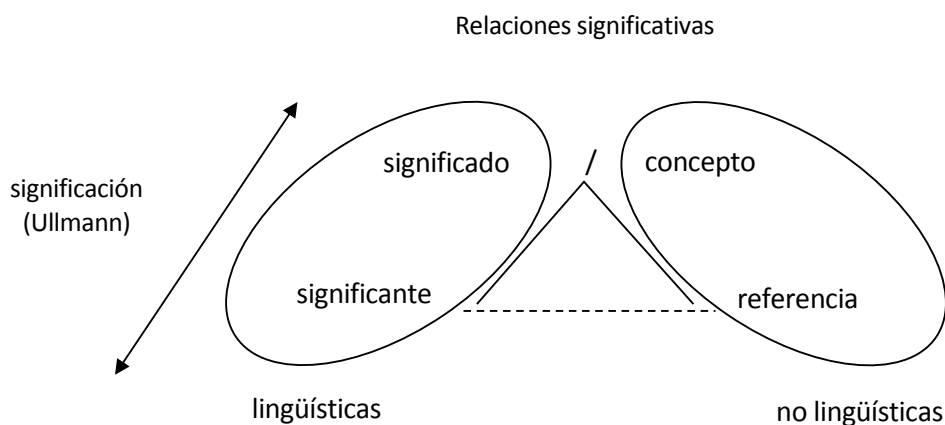 Relaciones significativas
significado / concepto
significación
(Ullmann)
significante referencia
lingüísticas
no lingüísticas